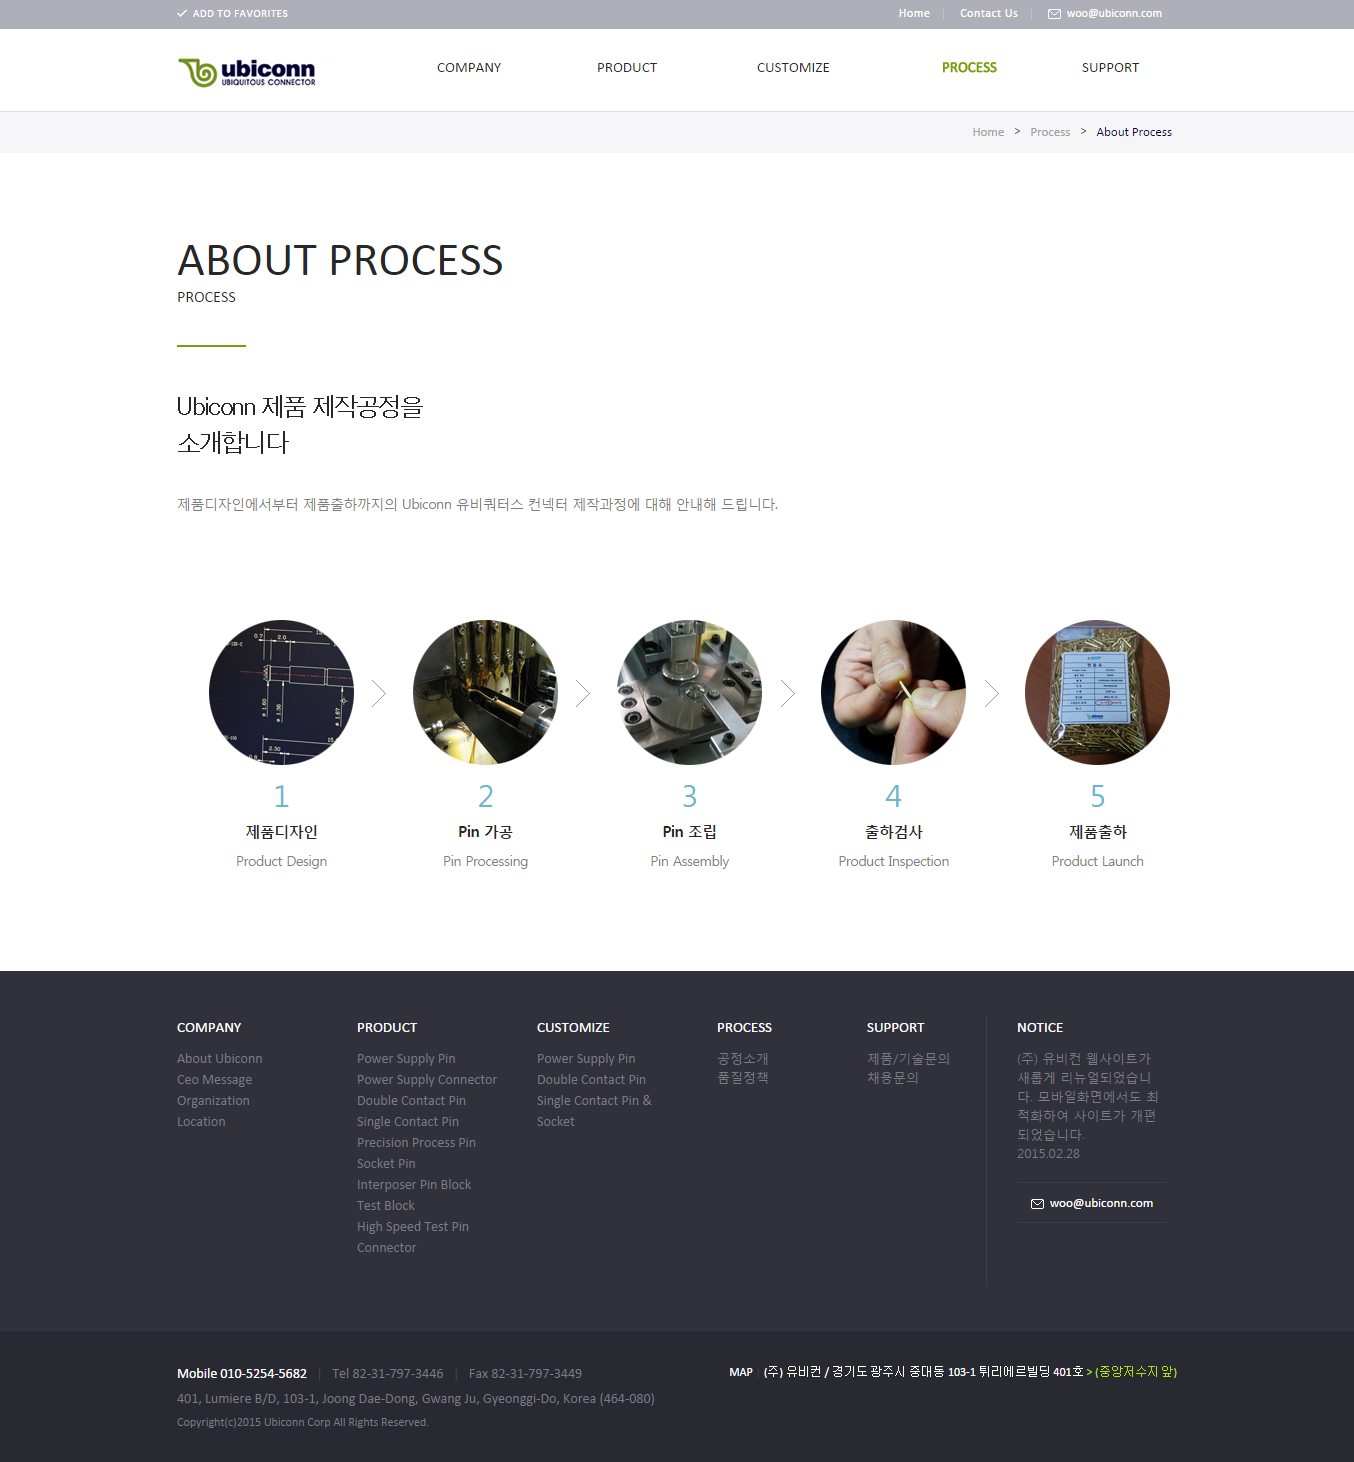 ADD TO FAVORITES
Home
Contact Us
woo@ubiconn.com
ubiconn
UBIQUITOUS CONNECTOR
COMPANY
PRODUCT
CUSTOMIZE
PROCESS
SUPPORT
Home > Process > About Process
ABOUT PROCESS
PROCESS
Ubiconn 제품 제작공정을
소개합니다
제품디자인에서부터 제품출하까지의 Ubiconn 유비쿼터스 컨넥터 제작과정에 대해 안내해 드립니다.
0.7
2.0
ø 1.60
ø 1.36
ø 1.67
2.30
ubiconn
1
제품디자인
Product Design
2
Pin 가공
Pin Processing
3
Pin 조립
Pin Assembly
4
출하검사
Product Inspection
5
제품출하
Product Launch
COMPANY
About Ubiconn
Ceo Message
Organization
Location
PRODUCT
Power Supply Pin
Power Supply Connector
Double Contact Pin
Single Contact Pin
Precision Process Pin
Socket Pin
Interposer Pin Block
Test Block
High Speed Test Pin
Connector
CUSTOMIZE
Power Supply Pin
Double Contact Pin
Single Contact Pin &
Socket
PROCESS
공정소개
품질정책
SUPPORT
제품/기술문의
채용문의
NOTICE
(주) 유비컨 웹사이트가
새롭게 리뉴얼되었습니
다. 모바일화면에서도 최
적화하여 사이트가 개편
되었습니다.
2015.02.28
woo@ubiconn.com
Mobile 010-5254-5682 | Tel 82-31-797-3446 | Fax 82-31-797-3449
401, Lumiere B/D, 103-1, Joong Dae-Dong, Gwang Ju, Gyeonggi-Do, Korea (464-080)
Copyright(c)2015 Ubiconn Corp All Rights Reserved.
MAP | (주) 유비컨 / 경기도 광주시 중대동 103-1 뤼미에르빌딩 401호 > (중앙저수지 앞)